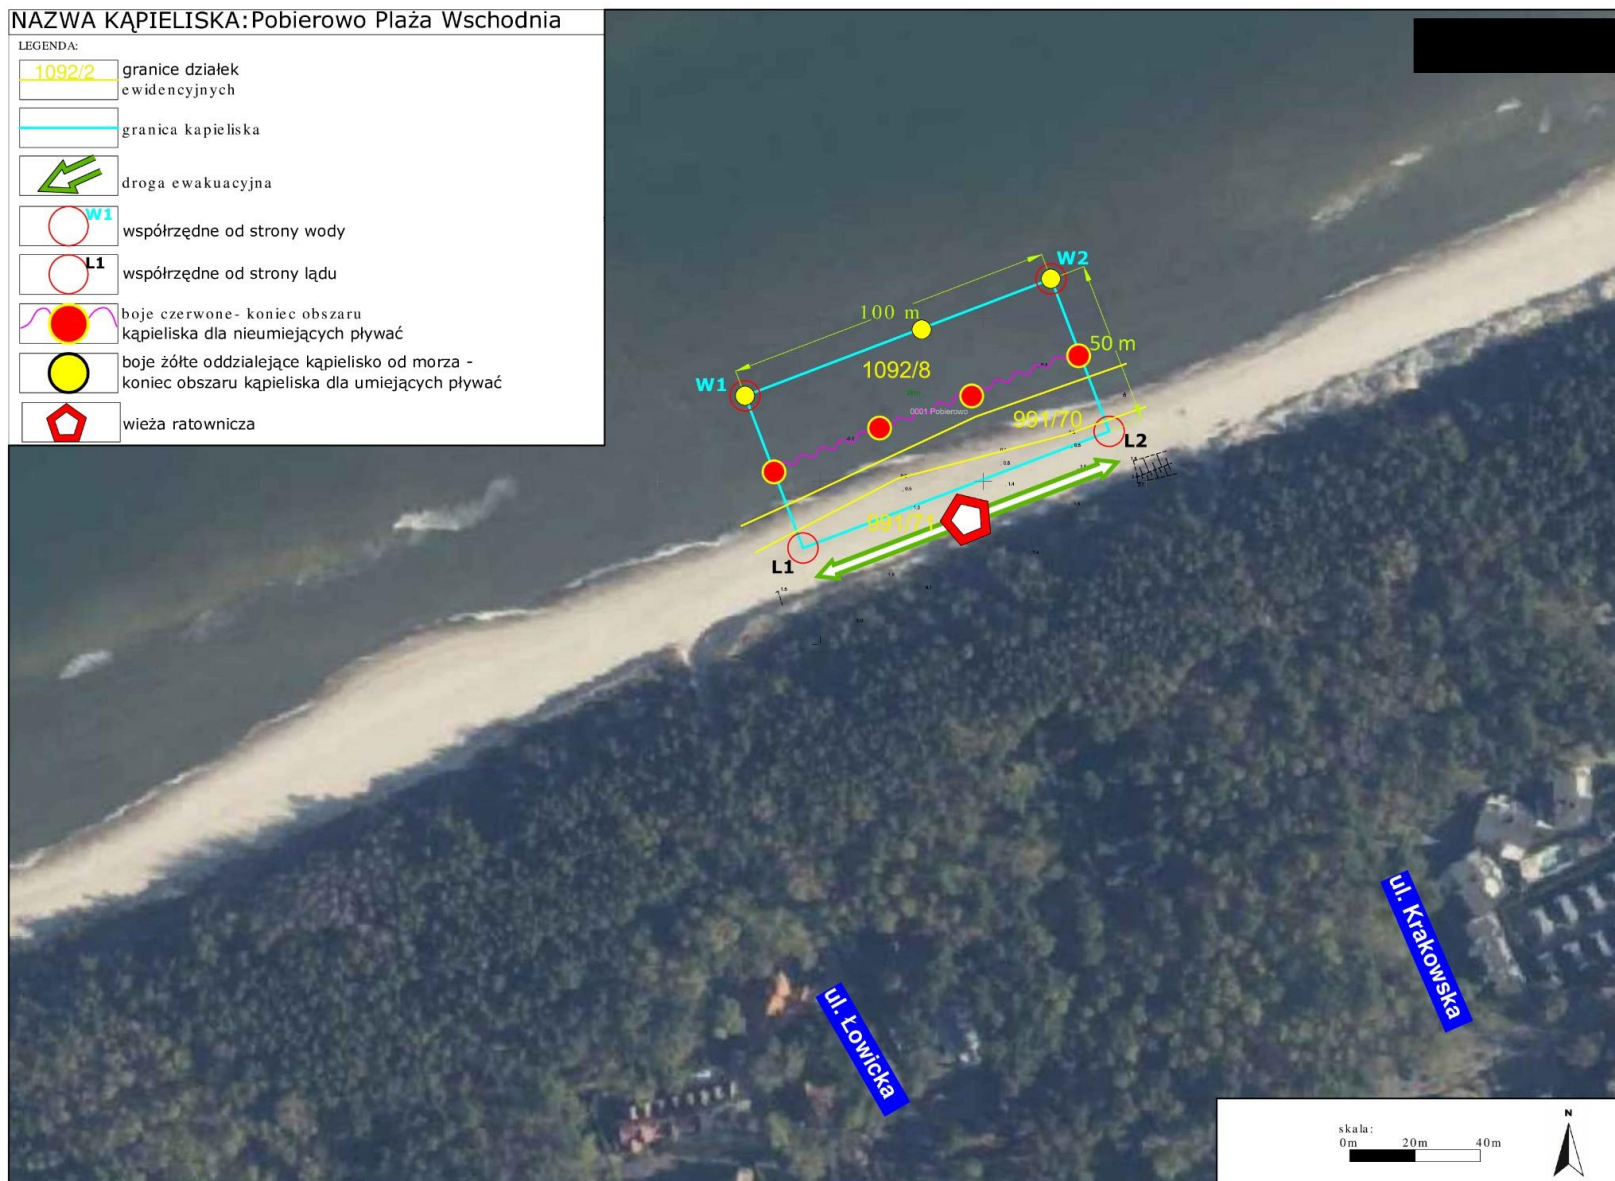 NAZWA KĄPIELISKA:Pobierowo Plaża Wschodnia
LEGENDA:
1092/2
granice działek
ewidencyjnych
granica kapieliska
droga ewakuacyjna
W1
współrzędne od strony wody
L1
współrzędne od strony lądu
boje czerwone- koniec obszaru
kąpieliska dla nieumiejących pływać
boje żółte oddzialejące kąpielisko od morza -
koniec obszaru kąpieliska dla umiejących pływać
wieża ratownicza
W2
100 m
50 m
1092/8
W1
0001 Pobierowo
991/70
L2
991/71
L1
ul. Krakowska
ul. Łowicka
N
skala:
0m 20m 40m